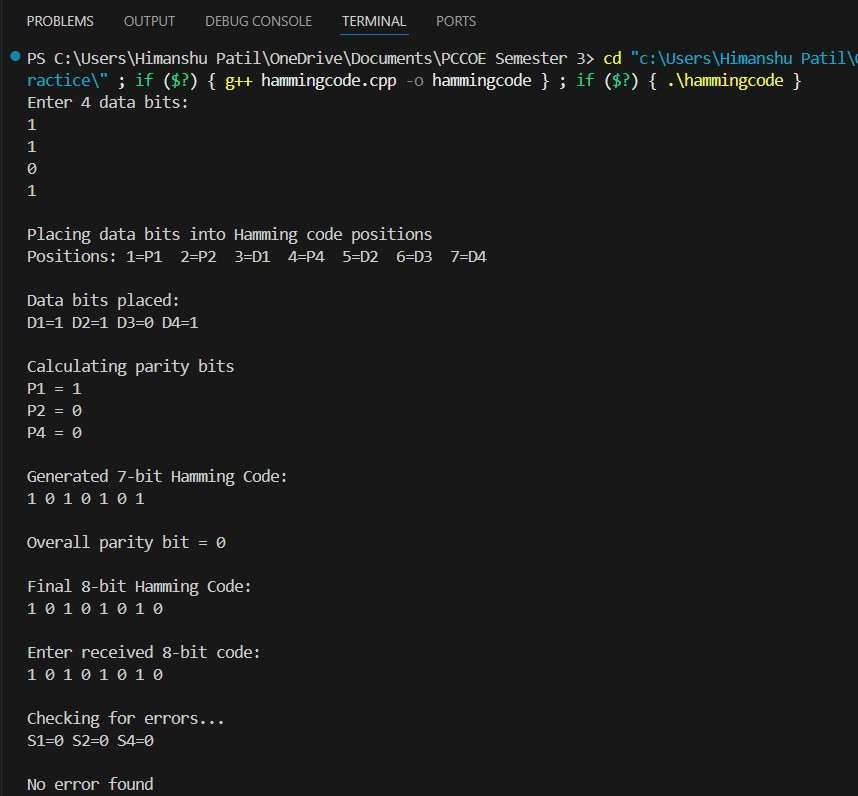 PROBLEMS OUTPUT DEBUG CONSOLE TERMINAL PORTS
PS C:\Users\Himanshu Patil\OneDrive\Documents\PCCOE Semester 3> cd "c:\Users\Himanshu Patil\
ractice\" ; if ($?) { g++ hammingcode.cpp -o hammingcode } ; if ($?) { .\hammingcode }
Enter 4 data bits:
1
1
0
1
Placing data bits into Hamming code positions
Positions: 1=P1 2=P2 3=D1 4=P4 5=D2 6=D3 7=D4
Data bits placed:
D1=1 D2=1 D3=0 D4=1
Calculating parity bits
P1 = 1
P2 = 0
P4 = 0
Generated 7-bit Hamming Code:
1 0 1 0 1 0 1
Overall parity bit = 0
Final 8-bit Hamming Code:
1 0 1 0 1 0 1 0
Enter received 8-bit code:
1 0 1 0 1 0 1 0
Checking for errors...
S1=0 S2=0 S4=0
No error found